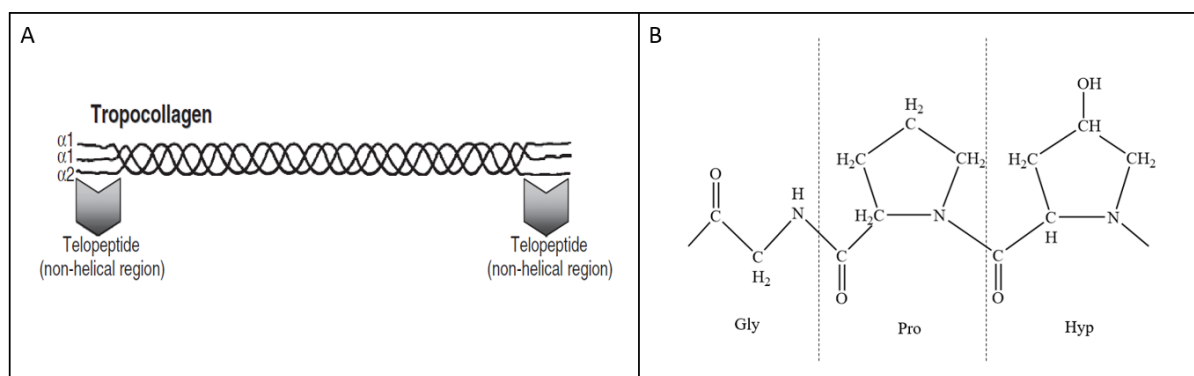 A
Tropocollagen
α1
α1
α2
Telopeptide
(non-helical region)
Telopeptide
(non-helical region)
B
OH
H₂
C
CH
H₂C
CH₂
H₂C
CH₂
O
H
C
N
H₂C
N
C
N
C
H₂
C
C
H
O
O
Gly
Pro
Hyp